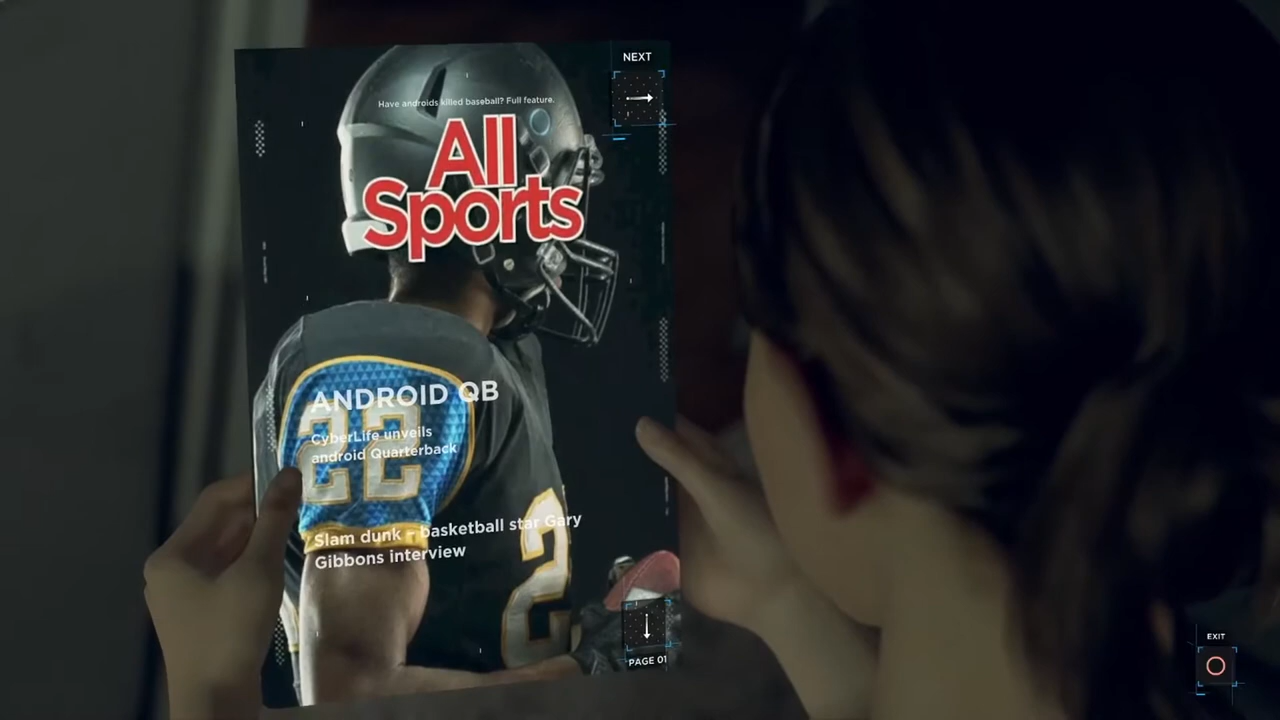 NEXT
Have androids killed baseball? Full feature.
All
Sports
ANDROID QB
22
CyberLife unveils
android Quarterback
Slam dunk - basketball star Gary
Gibbons interview
2
PAGE 01
EXIT